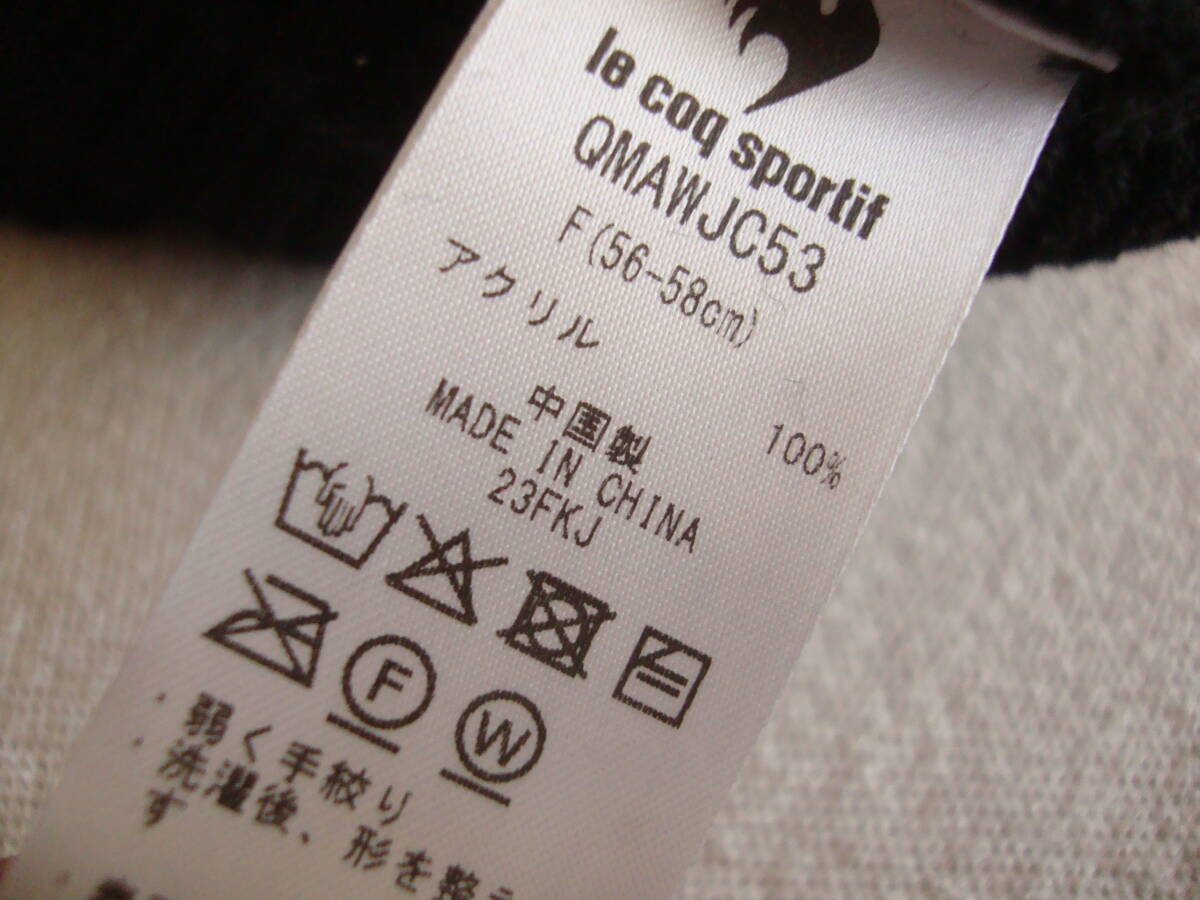 le coq sportif
QMAWJC53
F(56-58cm)
アクリル 100%
中国製
MADE IN CHINA
23FKJ
F W
・弱く手絞り
・洗濯後、形を整え
す